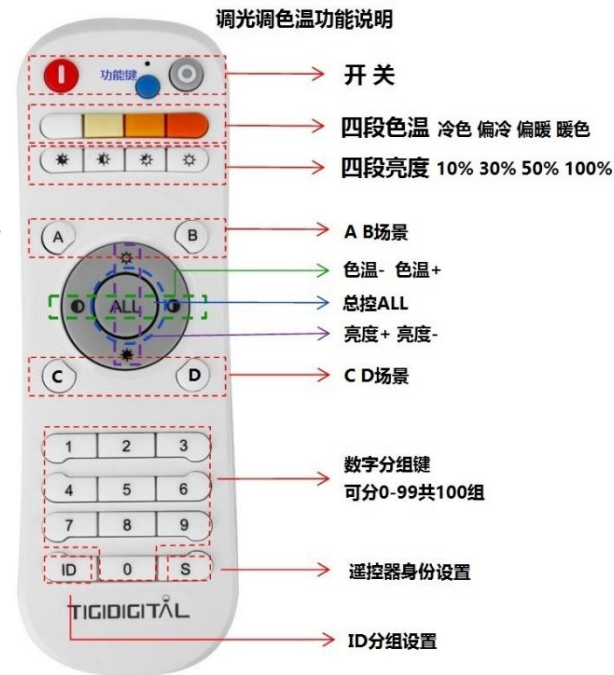 调光调色温功能说明
功能键
开 关
四段色温 冷色 偏冷 偏暖 暖色
四段亮度 10% 30% 50% 100%
A
B
A B场景
色温- 色温+
ALL
总控ALL
亮度+ 亮度-
C
D
C D场景
1 2 3
4 5 6
7 8 9
数字分组键
可分0-99共100组
ID 0 S
遥控器身份设置
TIGIDIGITAL
ID分组设置